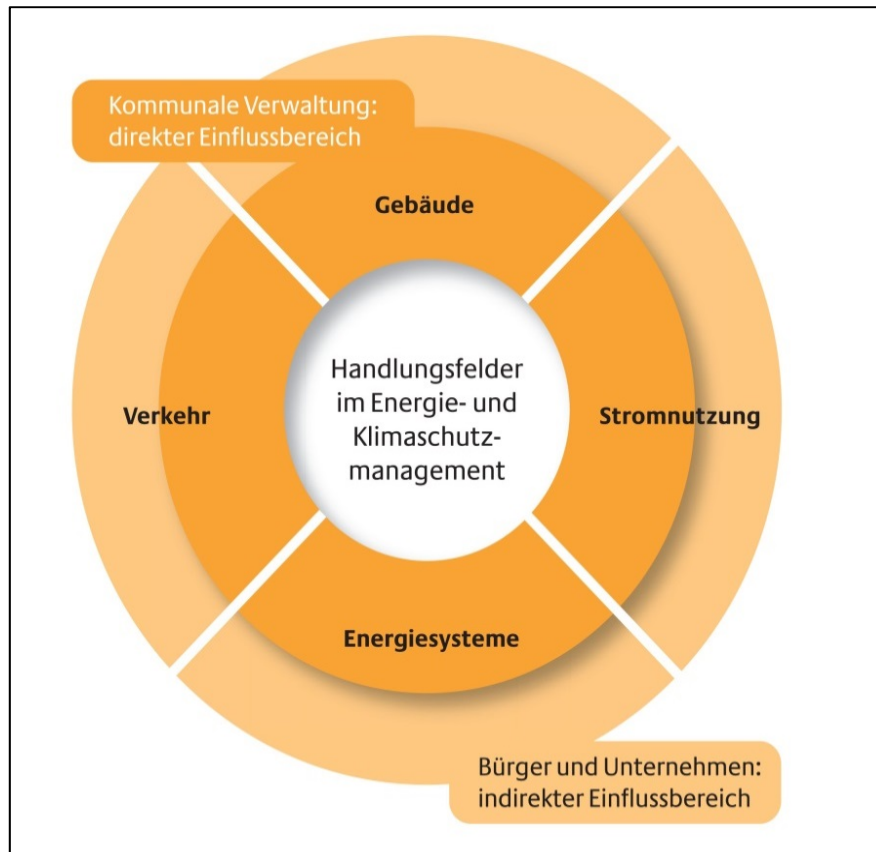 Kommunale Verwaltung:
direkter Einflussbereich
Gebäude
Handlungsfelder
im Energie- und
Klimaschutz-
management
Verkehr
Stromnutzung
Energiesysteme
Bürger und Unternehmen:
indirekter Einflussbereich